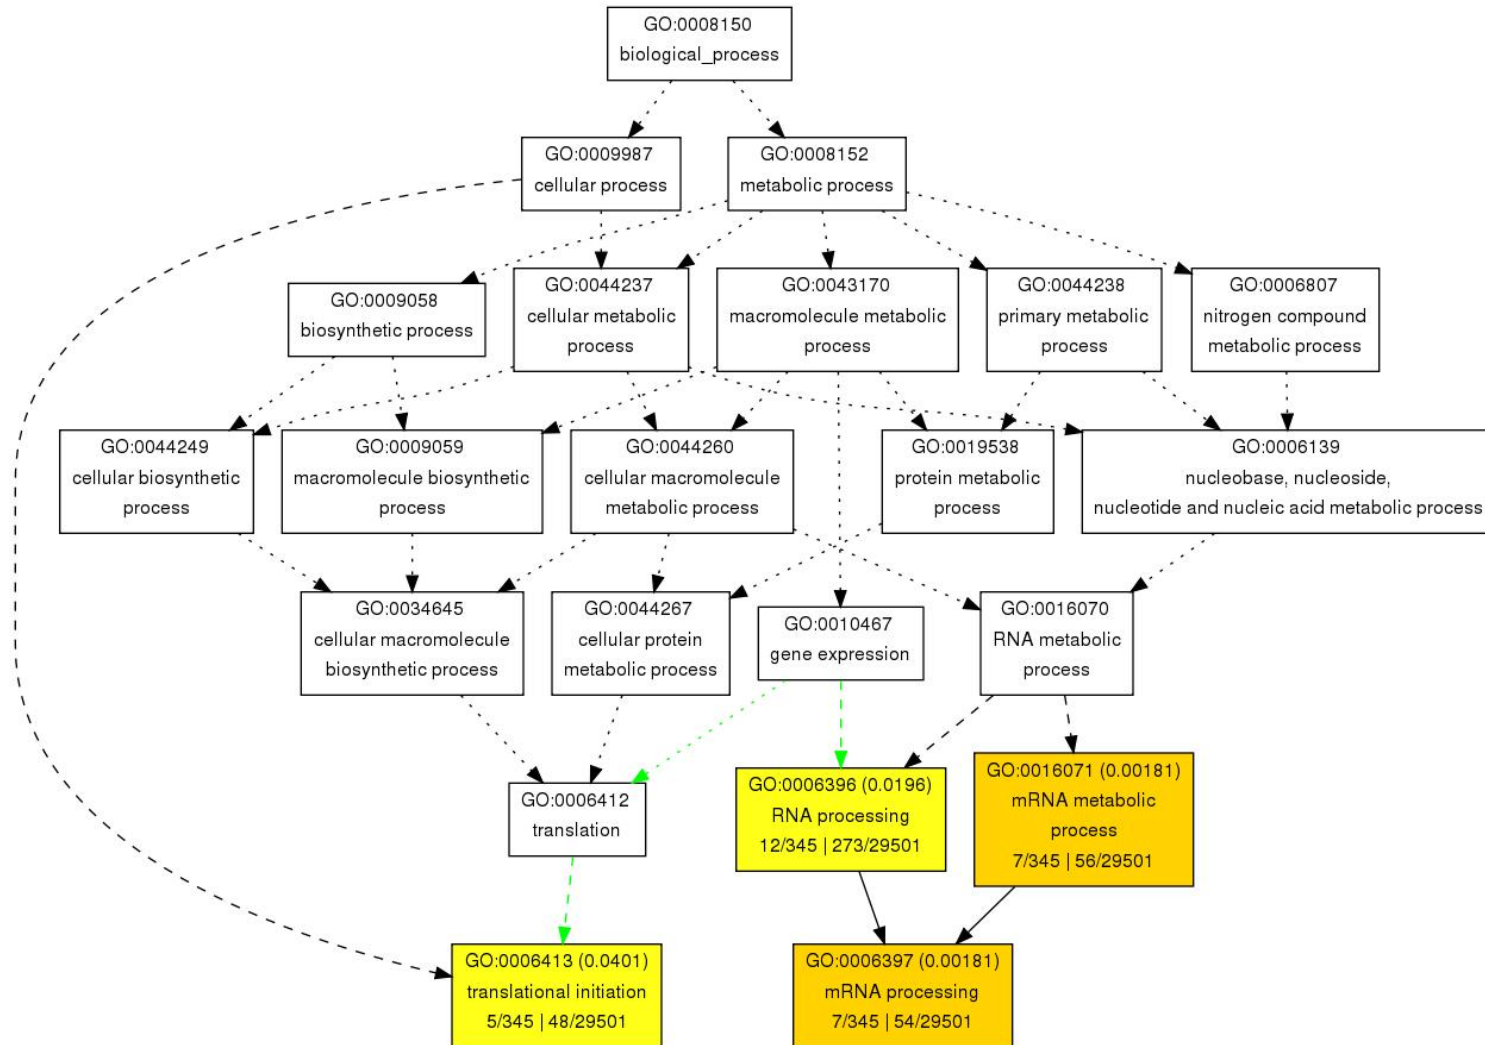 GO:0008150
biological_process
GO:0009987
cellular process
GO:0008152
metabolic process
GO:0009058
biosynthetic process
GO:0044237
cellular metabolic
process
GO:0043170
macromolecule metabolic
process
GO:0044238
primary metabolic
process
GO:0006807
nitrogen compound
metabolic process
GO:0044249
cellular biosynthetic
process
GO:0009059
macromolecule biosynthetic
process
GO:0044260
cellular macromolecule
metabolic process
GO:0019538
protein metabolic
process
GO:0006139
nucleobase, nucleoside,
nucleotide and nucleic acid metabolic process
GO:0034645
cellular macromolecule
biosynthetic process
GO:0044267
cellular protein
metabolic process
GO:0010467
gene expression
GO:0016070
RNA metabolic
process
GO:0006412
translation
GO:0006396 (0.0196)
RNA processing
12/345 | 273/29501
GO:0016071 (0.00181)
mRNA metabolic
process
7/345 | 56/29501
GO:0006413 (0.0401)
translational initiation
5/345 | 48/29501
GO:0006397 (0.00181)
mRNA processing
7/345 | 54/29501